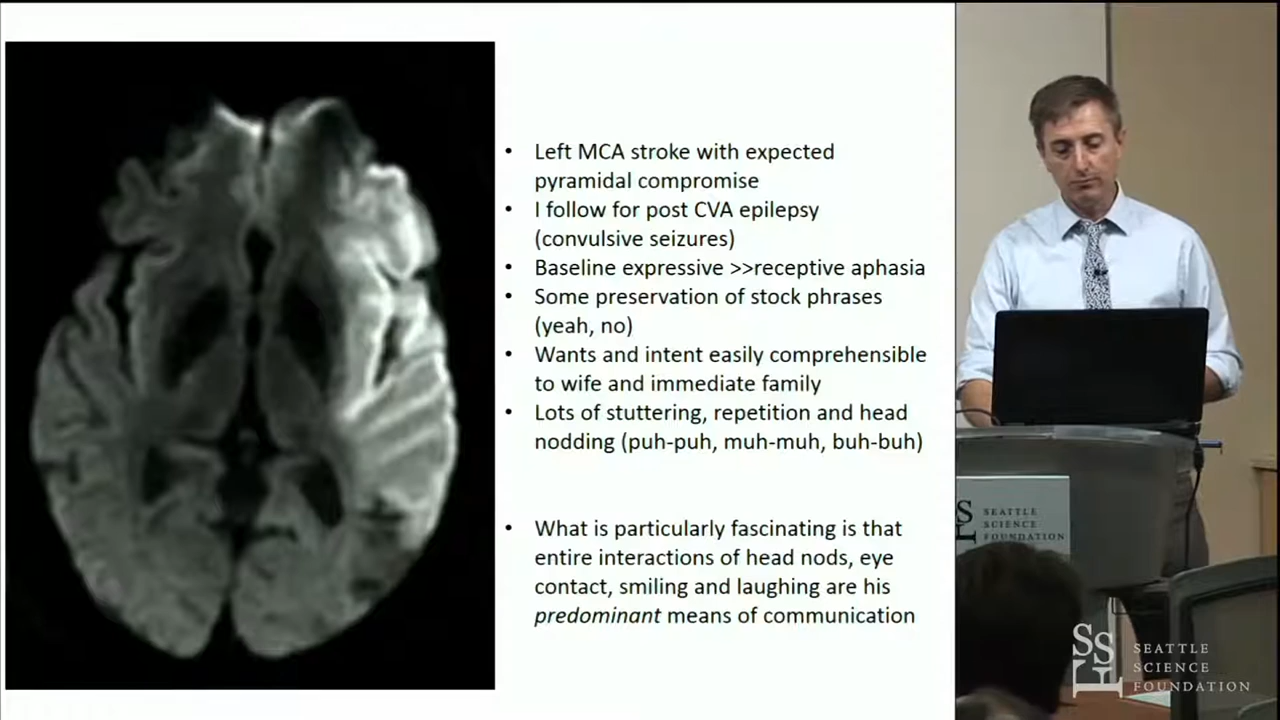 • Left MCA stroke with expected
pyramidal compromise
• I follow for post CVA epilepsy
(convulsive seizures)
• Baseline expressive >>receptive aphasia
• Some preservation of stock phrases
(yeah, no)
• Wants and intent easily comprehensible
to wife and immediate family
• Lots of stuttering, repetition and head
nodding (puh-puh, muh-muh, buh-buh)
• What is particularly fascinating is that
entire interactions of head nods, eye
contact, smiling and laughing are his
predominant means of communication
S
SEATTLE
SCIENCE
FOUNDATION
SSF
SEATTLE
SCIENCE
FOUNDATION